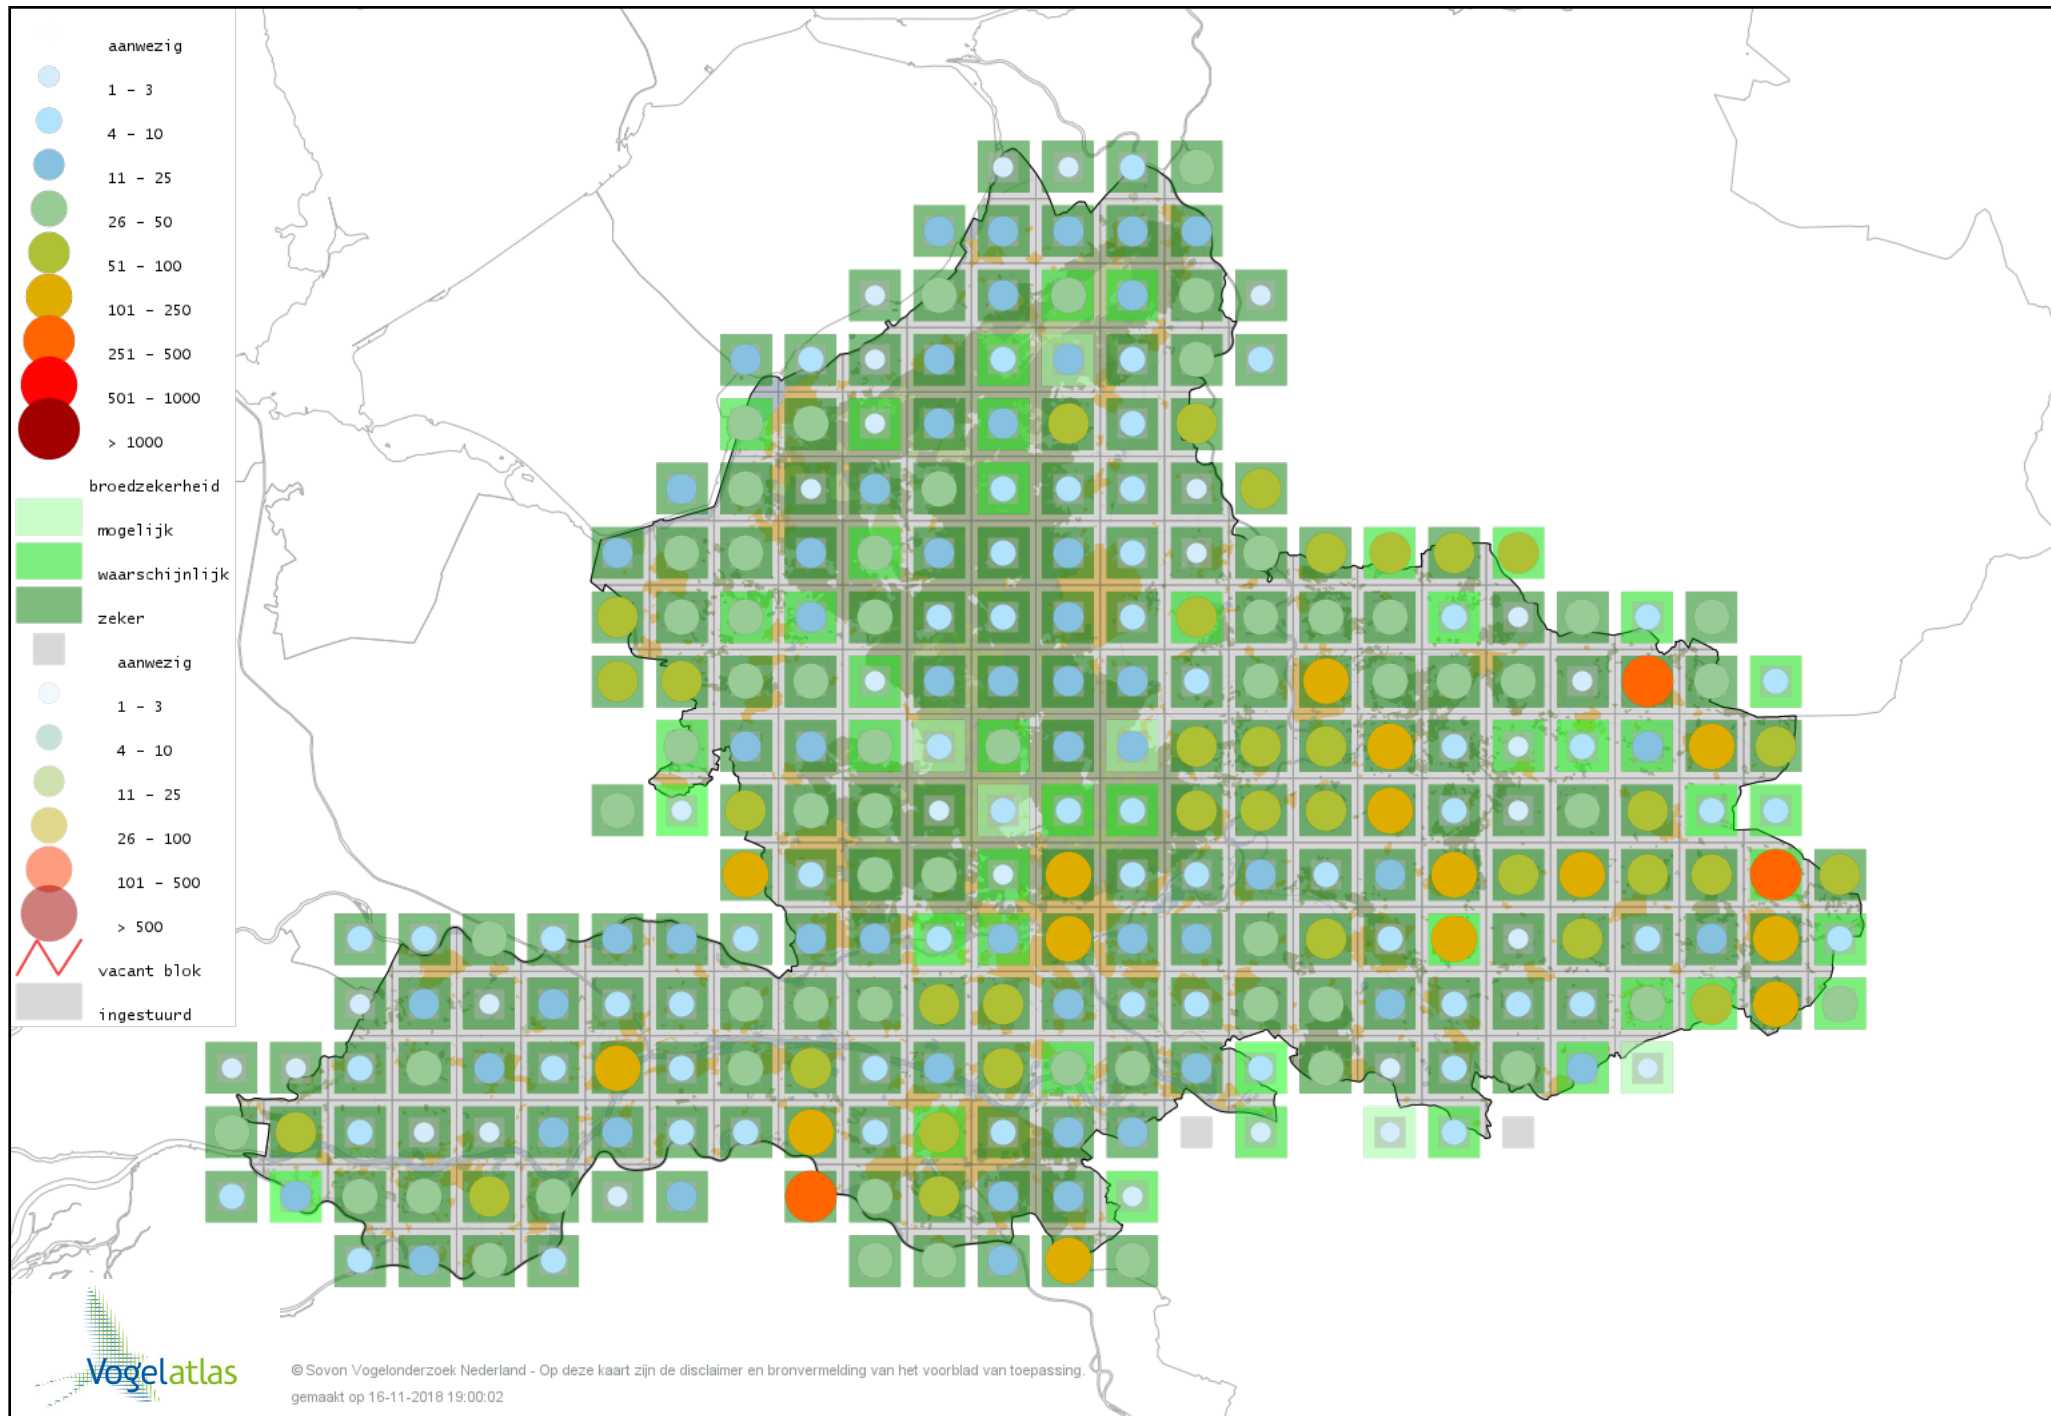 aanwezig
1 - 3
4 - 10
11 - 25
26 - 50
51 - 100
101 - 250
251 - 500
501 - 1000
> 1000
broedzekerheid
mogelijk
waarschijnlijk
zeker
aanwezig
1 - 3
4 - 10
11 - 25
26 - 100
101 - 500
> 500
vacant blok
ingestuurd
Vogelatlas
© Sovon Vogelonderzoek Nederland - Op deze kaart zijn de disclaimer en bronvermelding van het voorblad van toepassing.
gemaakt op 16-11-2018 19:00:02